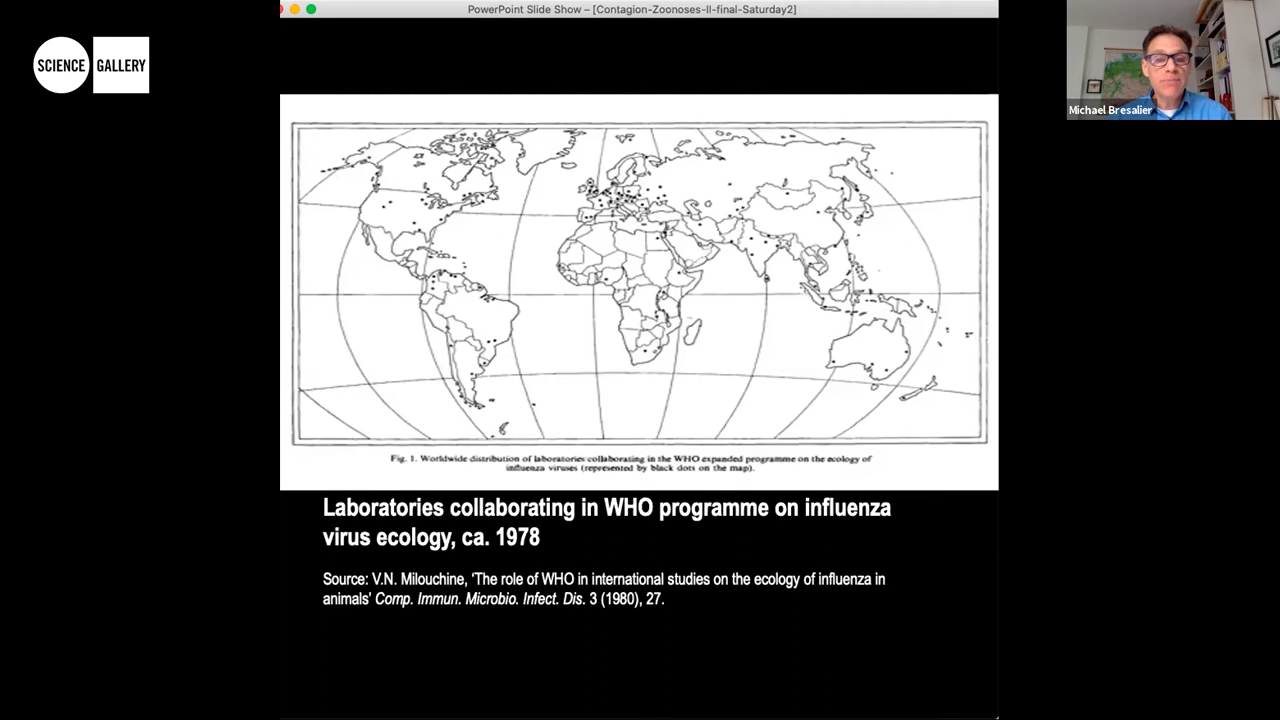 PowerPoint Slide Show – [Contagion-Zoonoses-II-final-Saturday2]
SCIENCE GALLERY
Michael Bresalier
Fig. 1. Worldwide distribution of laboratories collaborating in the WHO expanded programme on the ecology of
influenza viruses (represented by black dots on the map).
Laboratories collaborating in WHO programme on influenza
virus ecology, ca. 1978
Source: V.N. Milouchine, 'The role of WHO in international studies on the ecology of influenza in
animals' Comp. Immun. Microbio. Infect. Dis. 3 (1980), 27.